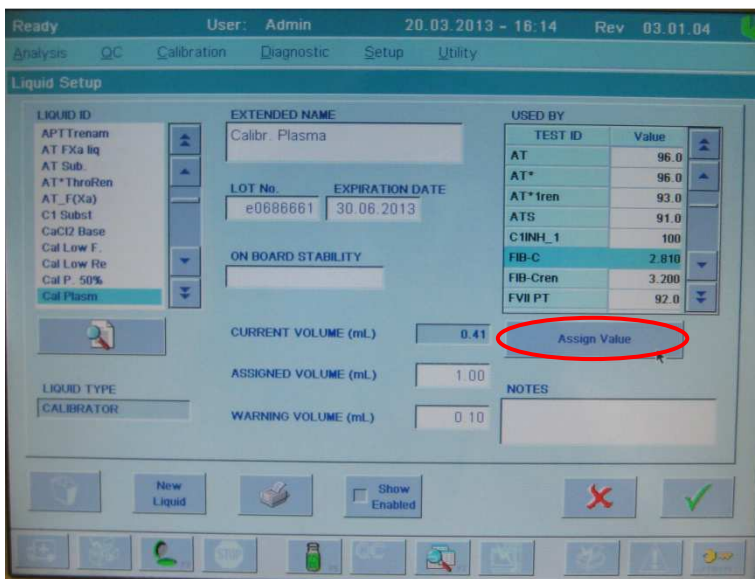 Ready User: Admin 20.03.2013 - 16:14 Rev 03.01.04
Analysis QC Calibration Diagnostic Setup Utility
Liquid Setup
LIQUID ID
APTTrenam
AT FXa liq
AT Sub.
AT*ThroRen
AT_F(Xa)
C1 Subst
CaCl2 Base
Cal Low F.
Cal Low Re
Cal P. 50%
Cal Plasm
LIQUID TYPE
CALIBRATOR
EXTENDED NAME
Calibr. Plasma
LOT No. EXPIRATION DATE
e0686661 30.06.2013
ON BOARD STABILITY
CURRENT VOLUME (mL) 0.41
ASSIGNED VOLUME (mL) 1.00
WARNING VOLUME (mL) 0.10
USED BY
TEST ID Value
AT 96.0
AT* 96.0
AT*1ren 93.0
ATS 91.0
C1INH_1 100
FIB-C 2.810
FIB-Cren 3.200
FVII PT 92.0
Assign Value
NOTES
New Liquid
Show Enabled
STOP
QC